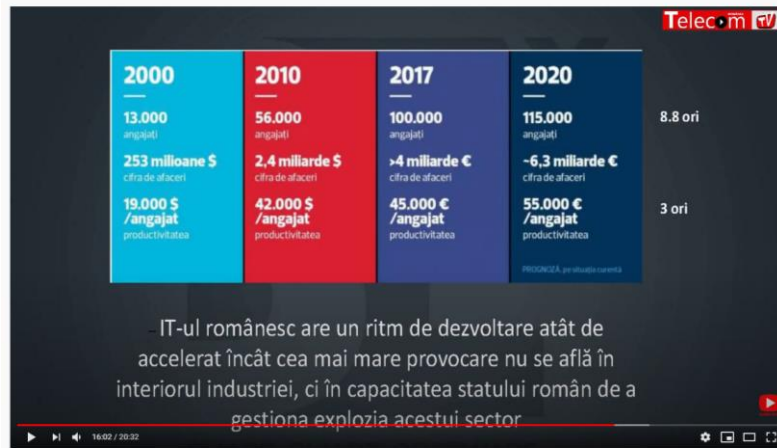 Telecom TV
2000
13.000
angajați
253 milioane $
cifra de afaceri
19.000 $
/angajat
productivitatea
2010
56.000
angajați
2,4 miliarde $
cifra de afaceri
42.000 $
/angajat
productivitatea
2017
100.000
angajați
>4 miliarde €
cifra de afaceri
45.000 €
/angajat
productivitatea
2020
115.000
angajați
~6,3 miliarde €
cifra de afaceri
55.000 €
/angajat
productivitatea
PROGNOZĂ, pe situația curentă
8.8 ori
3 ori
IT-ul românesc are un ritm de dezvoltare atât de
accelerat încât cea mai mare provocare nu se află în
interiorul industriei, ci în capacitatea statului român de a
gestiona explozia acestui sector
16:02 / 20:32